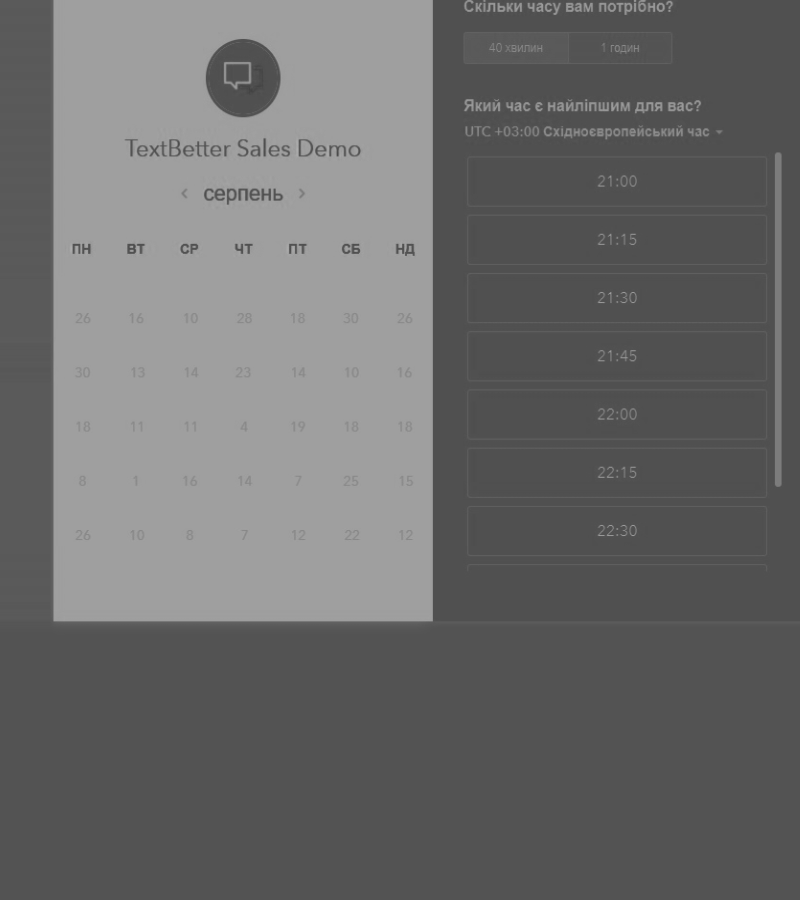 TextBetter Sales Demo
серпень
ПН ВТ СР ЧТ ПТ СБ НД
26 16 10 28 18 30 26
30 13 14 23 14 10 16
18 11 11 4 19 18 18
8 1 16 14 7 25 15
26 10 8 7 12 22 12
Скільки часу вам потрібно?
40 хвилин 1 годин
Який час є найліпшим для вас?
UTC +03:00 Східноєвропейський час
21:00
21:15
21:30
21:45
22:00
22:15
22:30